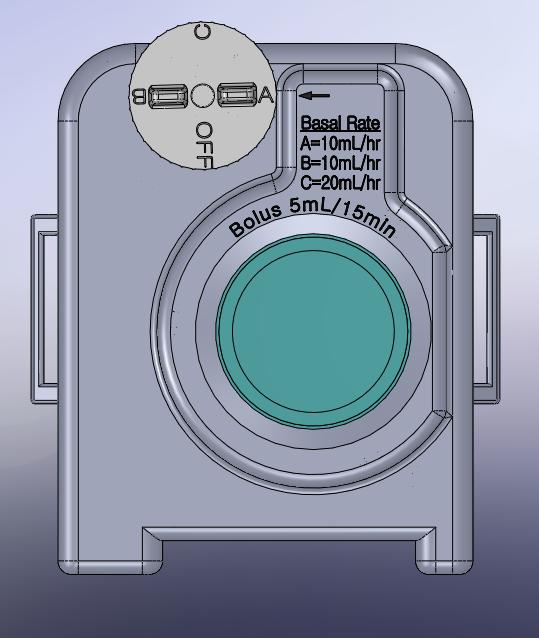 C
B A
OFF
Basal Rate
A=10mL/hr
B=10mL/hr
C=20mL/hr
Bolus 5mL/15min